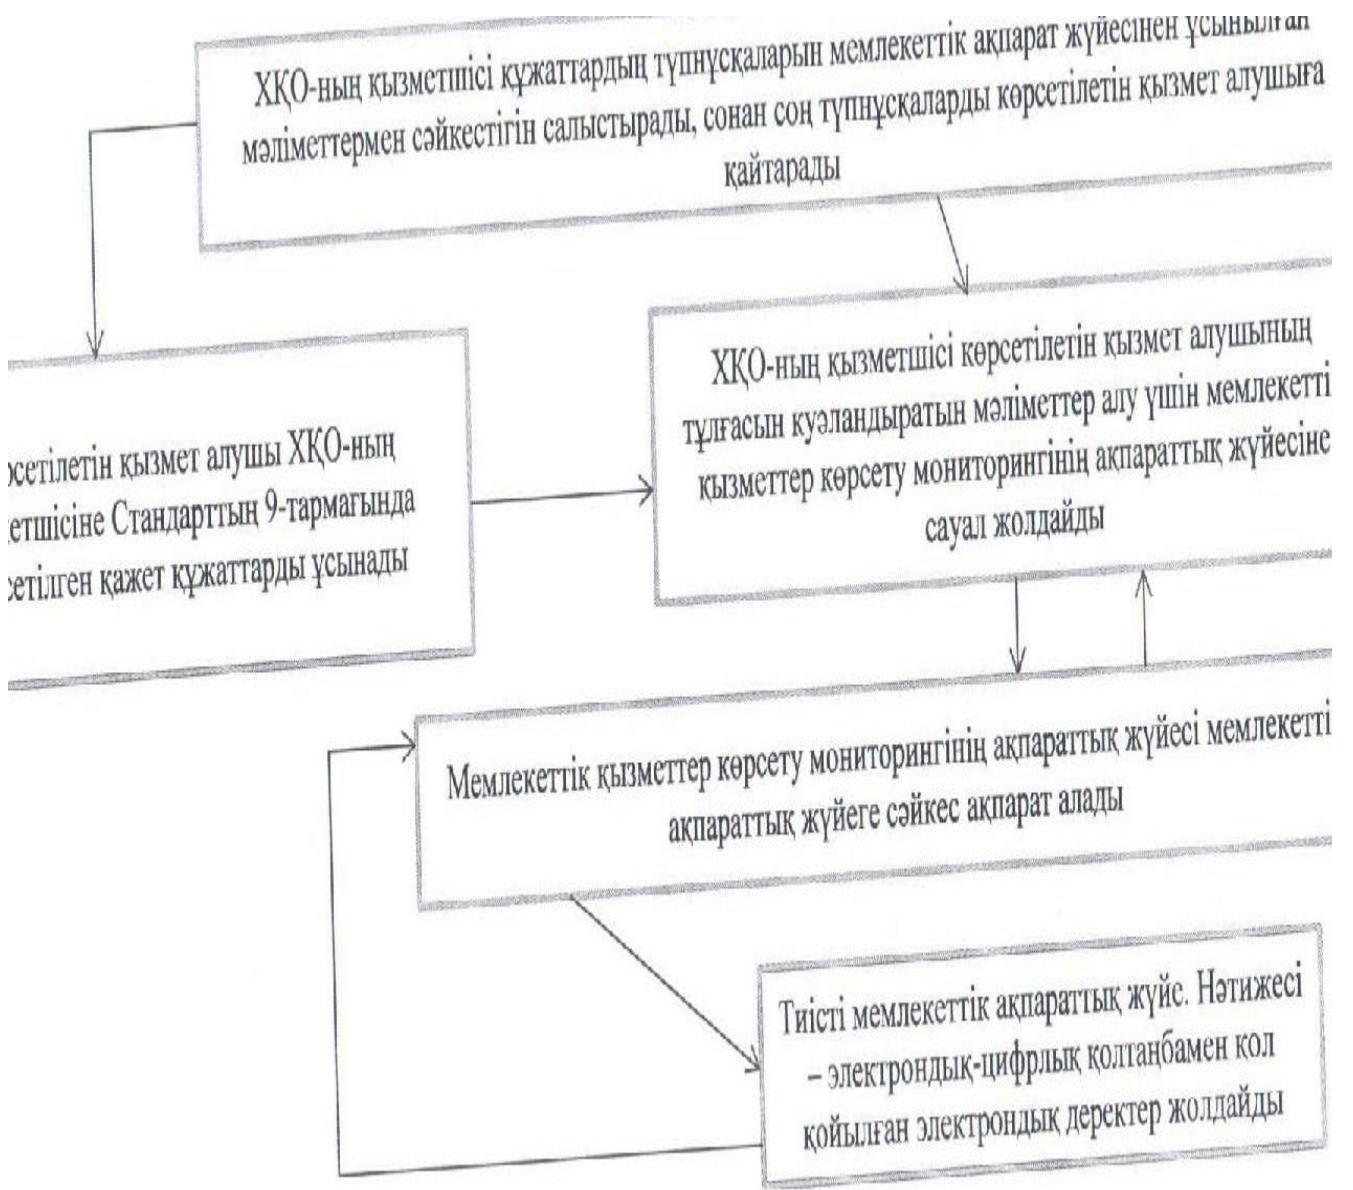 ХҚО-ның қызметшісі құжаттардың түпнұсқаларын мемлекеттік ақпарат жүйесінен ұсынылған
мәліметтермен сәйкестігін салыстырады, сонан соң түпнұсқаларды көрсетілетін қызмет алушыға
қайтарады
ХҚО-ның қызметшісі көрсетілетін қызмет алушының
тұлғасын куәландыратын мәліметтер алу үшін мемлекетті
қызметтер көрсету мониторингінің ақпараттық жүйесіне
сауал жолдайды
рсетілетін қызмет алушы ХҚО-ның
етшісіне Стандарттың 9-тармағында
сетілген қажет құжаттарды ұсынады
Мемлекеттік қызметтер көрсету мониторингінің ақпараттық жүйесі мемлекетті
ақпараттық жүйеге сәйкес ақпарат алады
Тиісті мемлекеттік ақпараттық жүйе. Нәтижесі
– электрондық-цифрлық қолтаңбамен қол
қойылған электрондық деректер жолдайды